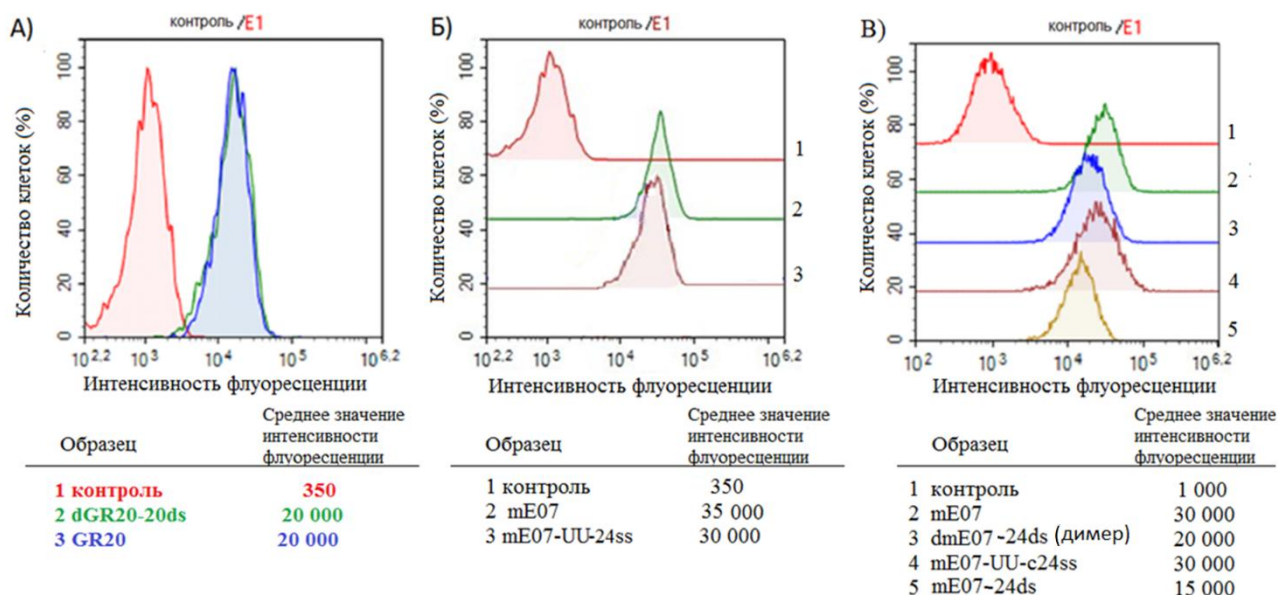 А)
контроль /E1
Количество клеток (%)
100
80
60
40
20
0
10^2.2 10^3 10^4 10^5 10^6.2
Интенсивность флуоресценции
Образец
Среднее значение
интенсивности
флуоресценции
1 контроль 350
2 dGR20-20ds 20 000
3 GR20 20 000
Б)
контроль /E1
Количество клеток (%)
100
80
60
40
20
0
1
2
3
10^2.2 10^3 10^4 10^5 10^6.2
Интенсивность флуоресценции
Образец
Среднее значение
интенсивности
флуоресценции
1 контроль 350
2 mE07 35 000
3 mE07-UU-24ss 30 000
В)
контроль /E1
Количество клеток (%)
100
80
60
40
20
0
1
2
3
4
5
10^2 10^3 10^4 10^5 10^6.2
Интенсивность флуоресценции
Образец
Среднее значение
интенсивности
флуоресценции
1 контроль 1 000
2 mE07 30 000
3 dmE07-24ds (димер) 20 000
4 mE07-UU-c24ss 30 000
5 mE07-24ds 15 000